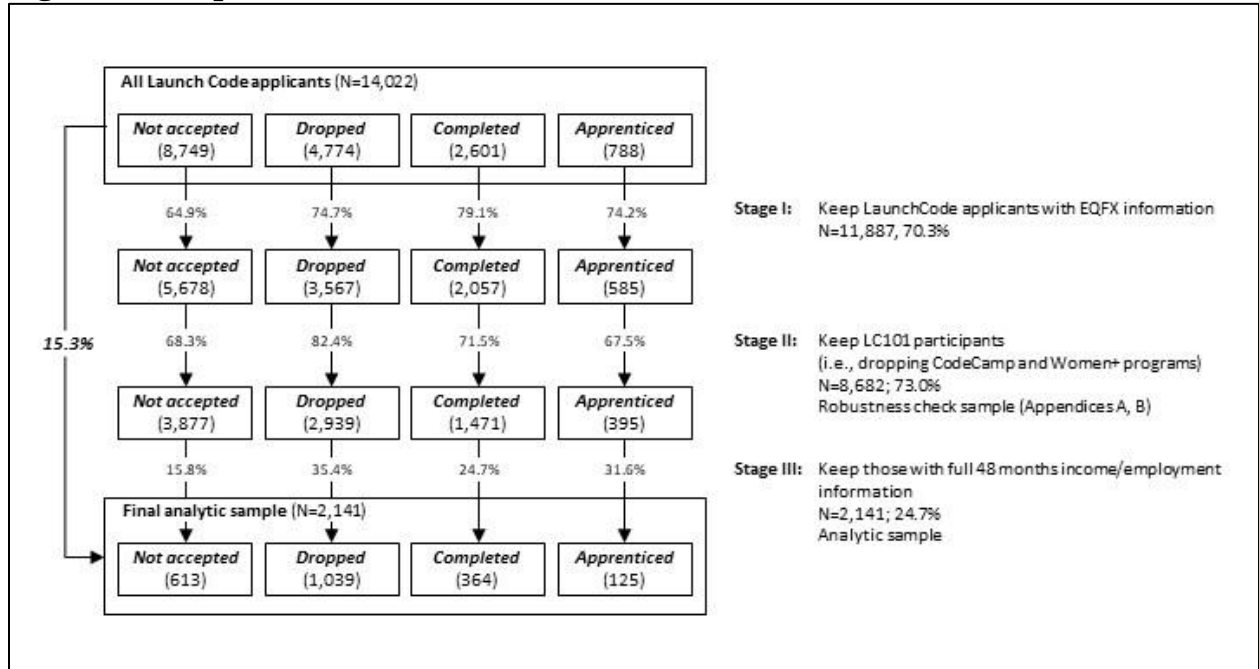 All Launch Code applicants (N=14,022)
Not accepted
(8,749)
Dropped
(4,774)
Completed
(2,601)
Apprenticed
(788)
64.9%
74.7%
79.1%
74.2%
Stage I: Keep LaunchCode applicants with EQFX information
N=11,887, 70.3%
Not accepted
(5,678)
Dropped
(3,567)
Completed
(2,057)
Apprenticed
(585)
15.3%
68.3%
82.4%
71.5%
67.5%
Stage II: Keep LC101 participants
(i.e., dropping CodeCamp and Women+ programs)
N=8,682; 73.0%
Robustness check sample (Appendices A, B)
Not accepted
(3,877)
Dropped
(2,939)
Completed
(1,471)
Apprenticed
(395)
15.8%
35.4%
24.7%
31.6%
Stage III: Keep those with full 48 months income/employment
information
N=2,141; 24.7%
Analytic sample
Final analytic sample (N=2,141)
Not accepted
(613)
Dropped
(1,039)
Completed
(364)
Apprenticed
(125)